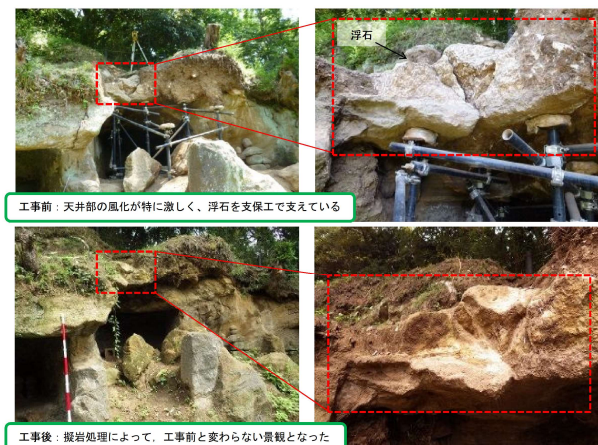 浮石
工事前：天井部の風化が特に激しく、浮石を支保工で支えている
工事後：擬岩処理によって，工事前と変わらない景観となった